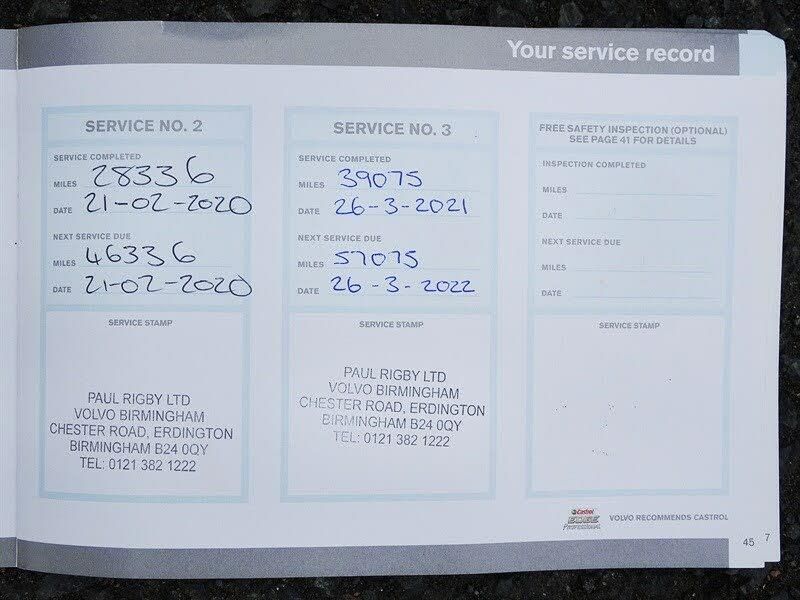 Your service record
SERVICE NO. 2
SERVICE COMPLETED
MILES 28336
DATE 21-02-2020
NEXT SERVICE DUE
MILES 46336
DATE 21-02-2020
SERVICE STAMP
PAUL RIGBY LTD
VOLVO BIRMINGHAM
CHESTER ROAD, ERDINGTON
BIRMINGHAM B24 0QY
TEL: 0121 382 1222
SERVICE NO. 3
SERVICE COMPLETED
MILES 39075
DATE 26-3-2021
NEXT SERVICE DUE
MILES 57075
DATE 26-3-2022
SERVICE STAMP
PAUL RIGBY LTD
VOLVO BIRMINGHAM
CHESTER ROAD, ERDINGTON
BIRMINGHAM B24 0QY
TEL: 0121 382 1222
FREE SAFETY INSPECTION (OPTIONAL)
SEE PAGE 41 FOR DETAILS
INSPECTION COMPLETED
MILES
DATE
NEXT SERVICE DUE
MILES
DATE
SERVICE STAMP
Castrol
EDGE
PROFESSIONAL
VOLVO RECOMMENDS CASTROL
45
7